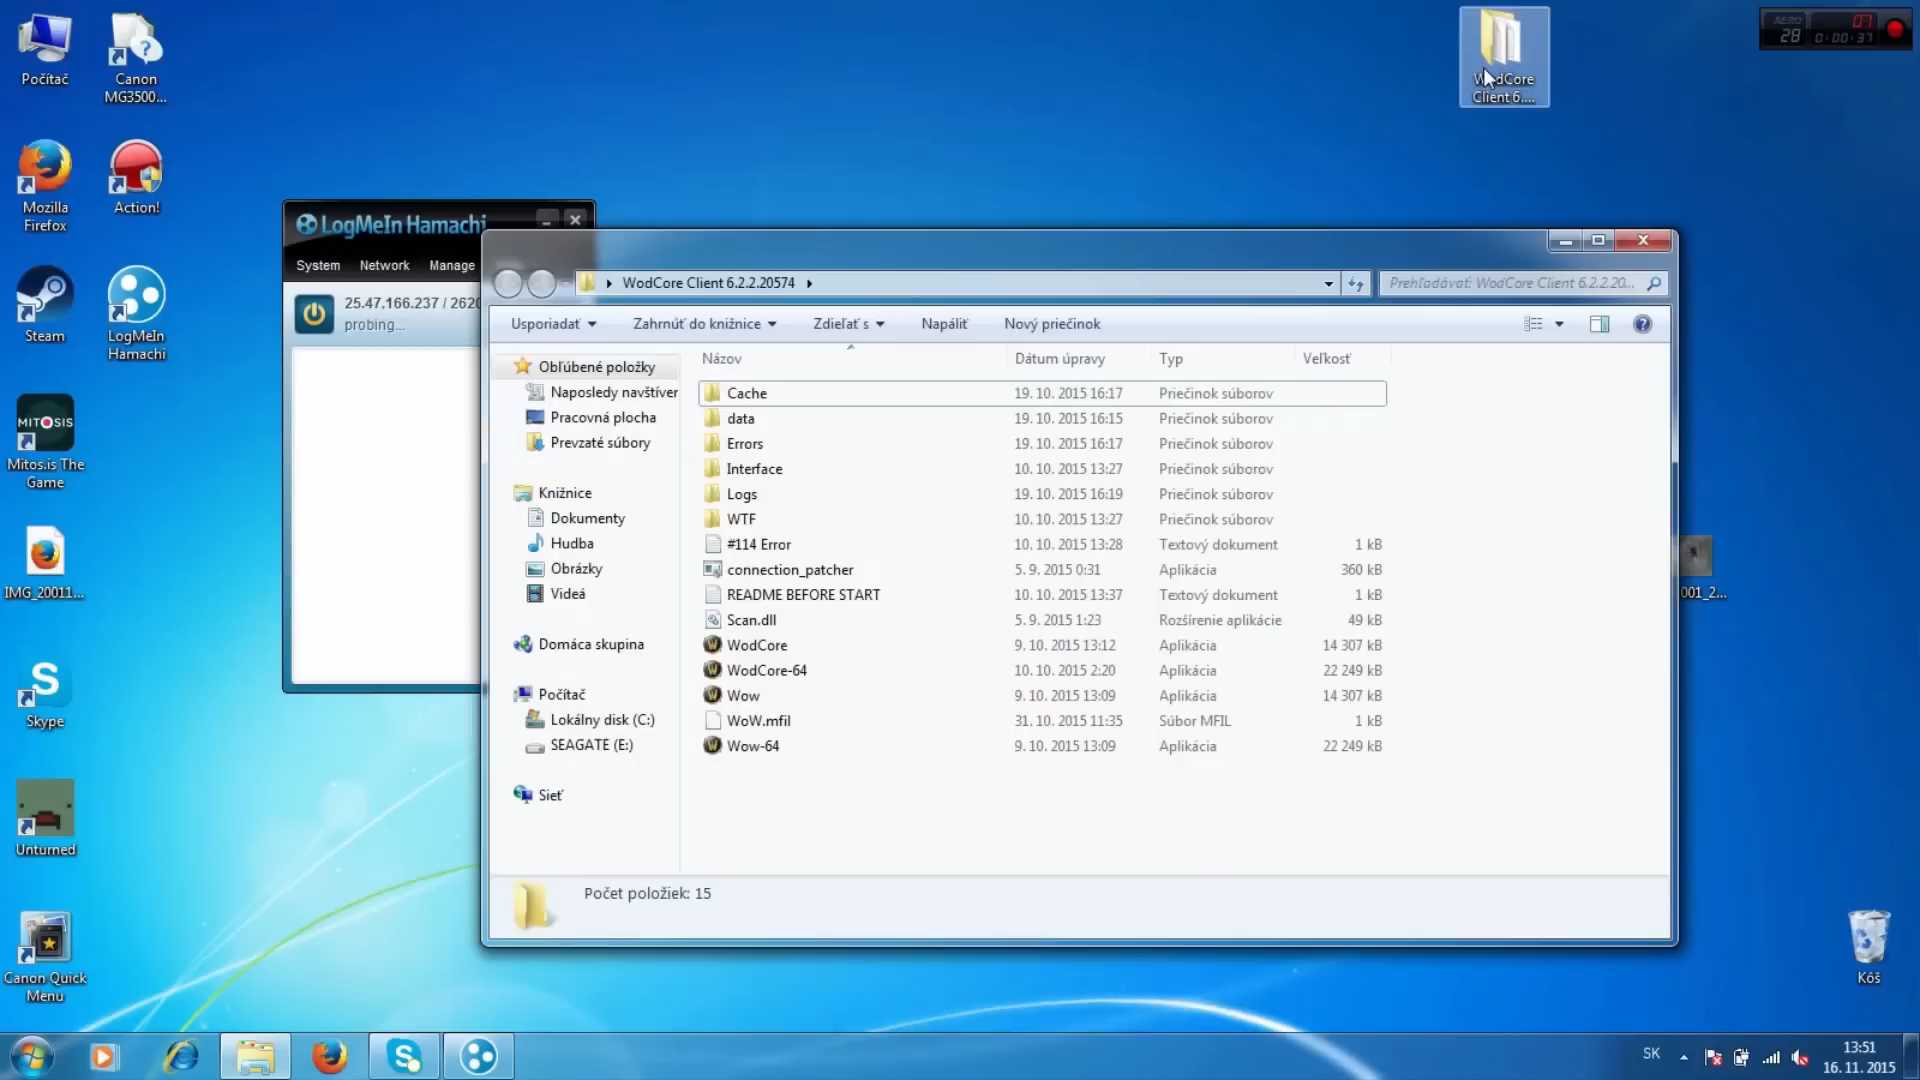 Počítač
Canon
MG3500...
Mozilla
Firefox
Action!
Steam
LogMeIn
Hamachi
MITOSIS
Mitos.is The
Game
IMG_20011...
Skype
Unturned
Canon Quick
Menu
WodCore
Client 6....
AERO
28
07
0:00:37
LogMeIn Hamachi
System
Network
Manage
25.47.166.237 / 2620
probing...
WodCore Client 6.2.2.20574
Prehľadávať: WodCore Client 6.2.2.20...
Usporiadať
Zahrnúť do knižnice
Zdieľať s
Napáliť
Nový priečinok
Obľúbené položky
Naposledy navštíver
Pracovná plocha
Prevzaté súbory
Knižnice
Dokumenty
Hudba
Obrázky
Videá
Domáca skupina
Počítač
Lokálny disk (C:)
SEAGATE (E:)
Sieť
Názov Dátum úpravy Typ Veľkosť
Cache 19. 10. 2015 16:17 Priečinok súborov
data 19. 10. 2015 16:15 Priečinok súborov
Errors 19. 10. 2015 16:17 Priečinok súborov
Interface 10. 10. 2015 13:27 Priečinok súborov
Logs 19. 10. 2015 16:19 Priečinok súborov
WTF 10. 10. 2015 13:27 Priečinok súborov
#114 Error 10. 10. 2015 13:28 Textový dokument 1 kB
connection_patcher 5. 9. 2015 0:31 Aplikácia 360 kB
README BEFORE START 10. 10. 2015 13:37 Textový dokument 1 kB
Scan.dll 5. 9. 2015 1:23 Rozšírenie aplikácie 49 kB
WodCore 9. 10. 2015 13:12 Aplikácia 14 307 kB
WodCore-64 10. 10. 2015 2:20 Aplikácia 22 249 kB
Wow 9. 10. 2015 13:09 Aplikácia 14 307 kB
WoW.mfil 31. 10. 2015 11:35 Súbor MFIL 1 kB
Wow-64 9. 10. 2015 13:09 Aplikácia 22 249 kB
Počet položiek: 15
001_2...
Kôš
SK
13:51
16. 11. 2015